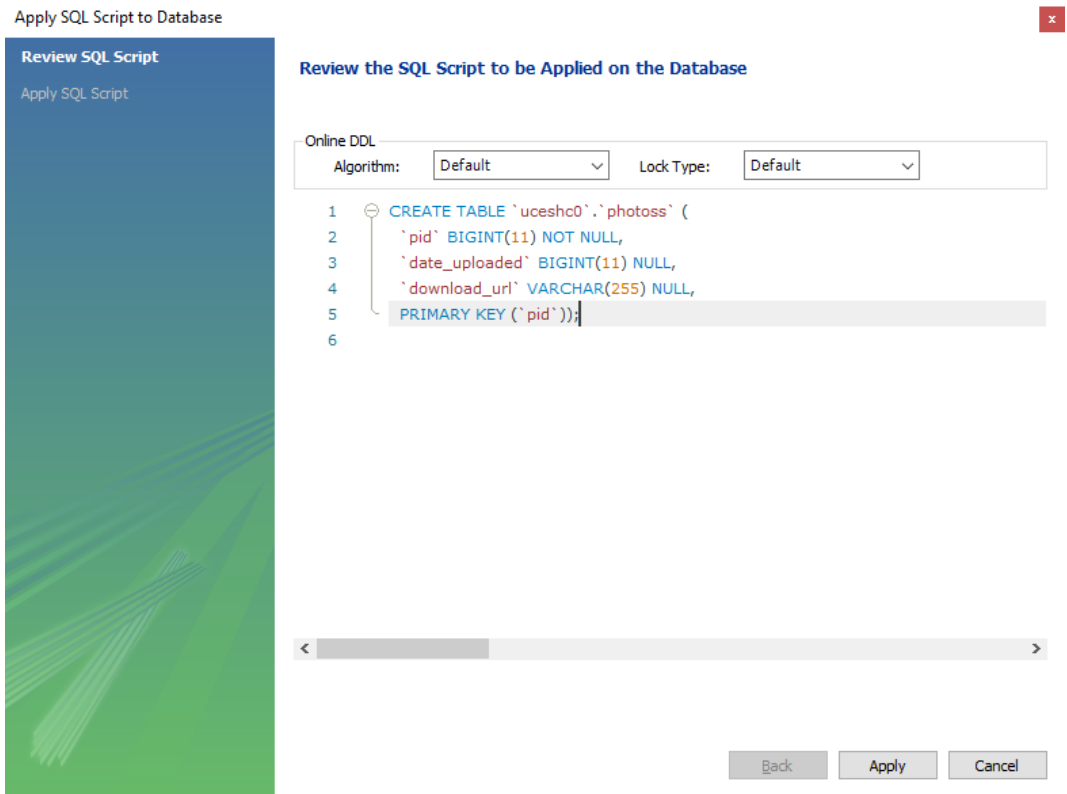 Apply SQL Script to Database
x
Review SQL Script
Apply SQL Script
Review the SQL Script to be Applied on the Database
Online DDL
Algorithm: Default Lock Type: Default
1 CREATE TABLE `uceshc0`.`photoss` (
2 `pid` BIGINT(11) NOT NULL,
3 `date_uploaded` BIGINT(11) NULL,
4 `download_url` VARCHAR(255) NULL,
5 PRIMARY KEY (`pid`));
6
Back Apply Cancel